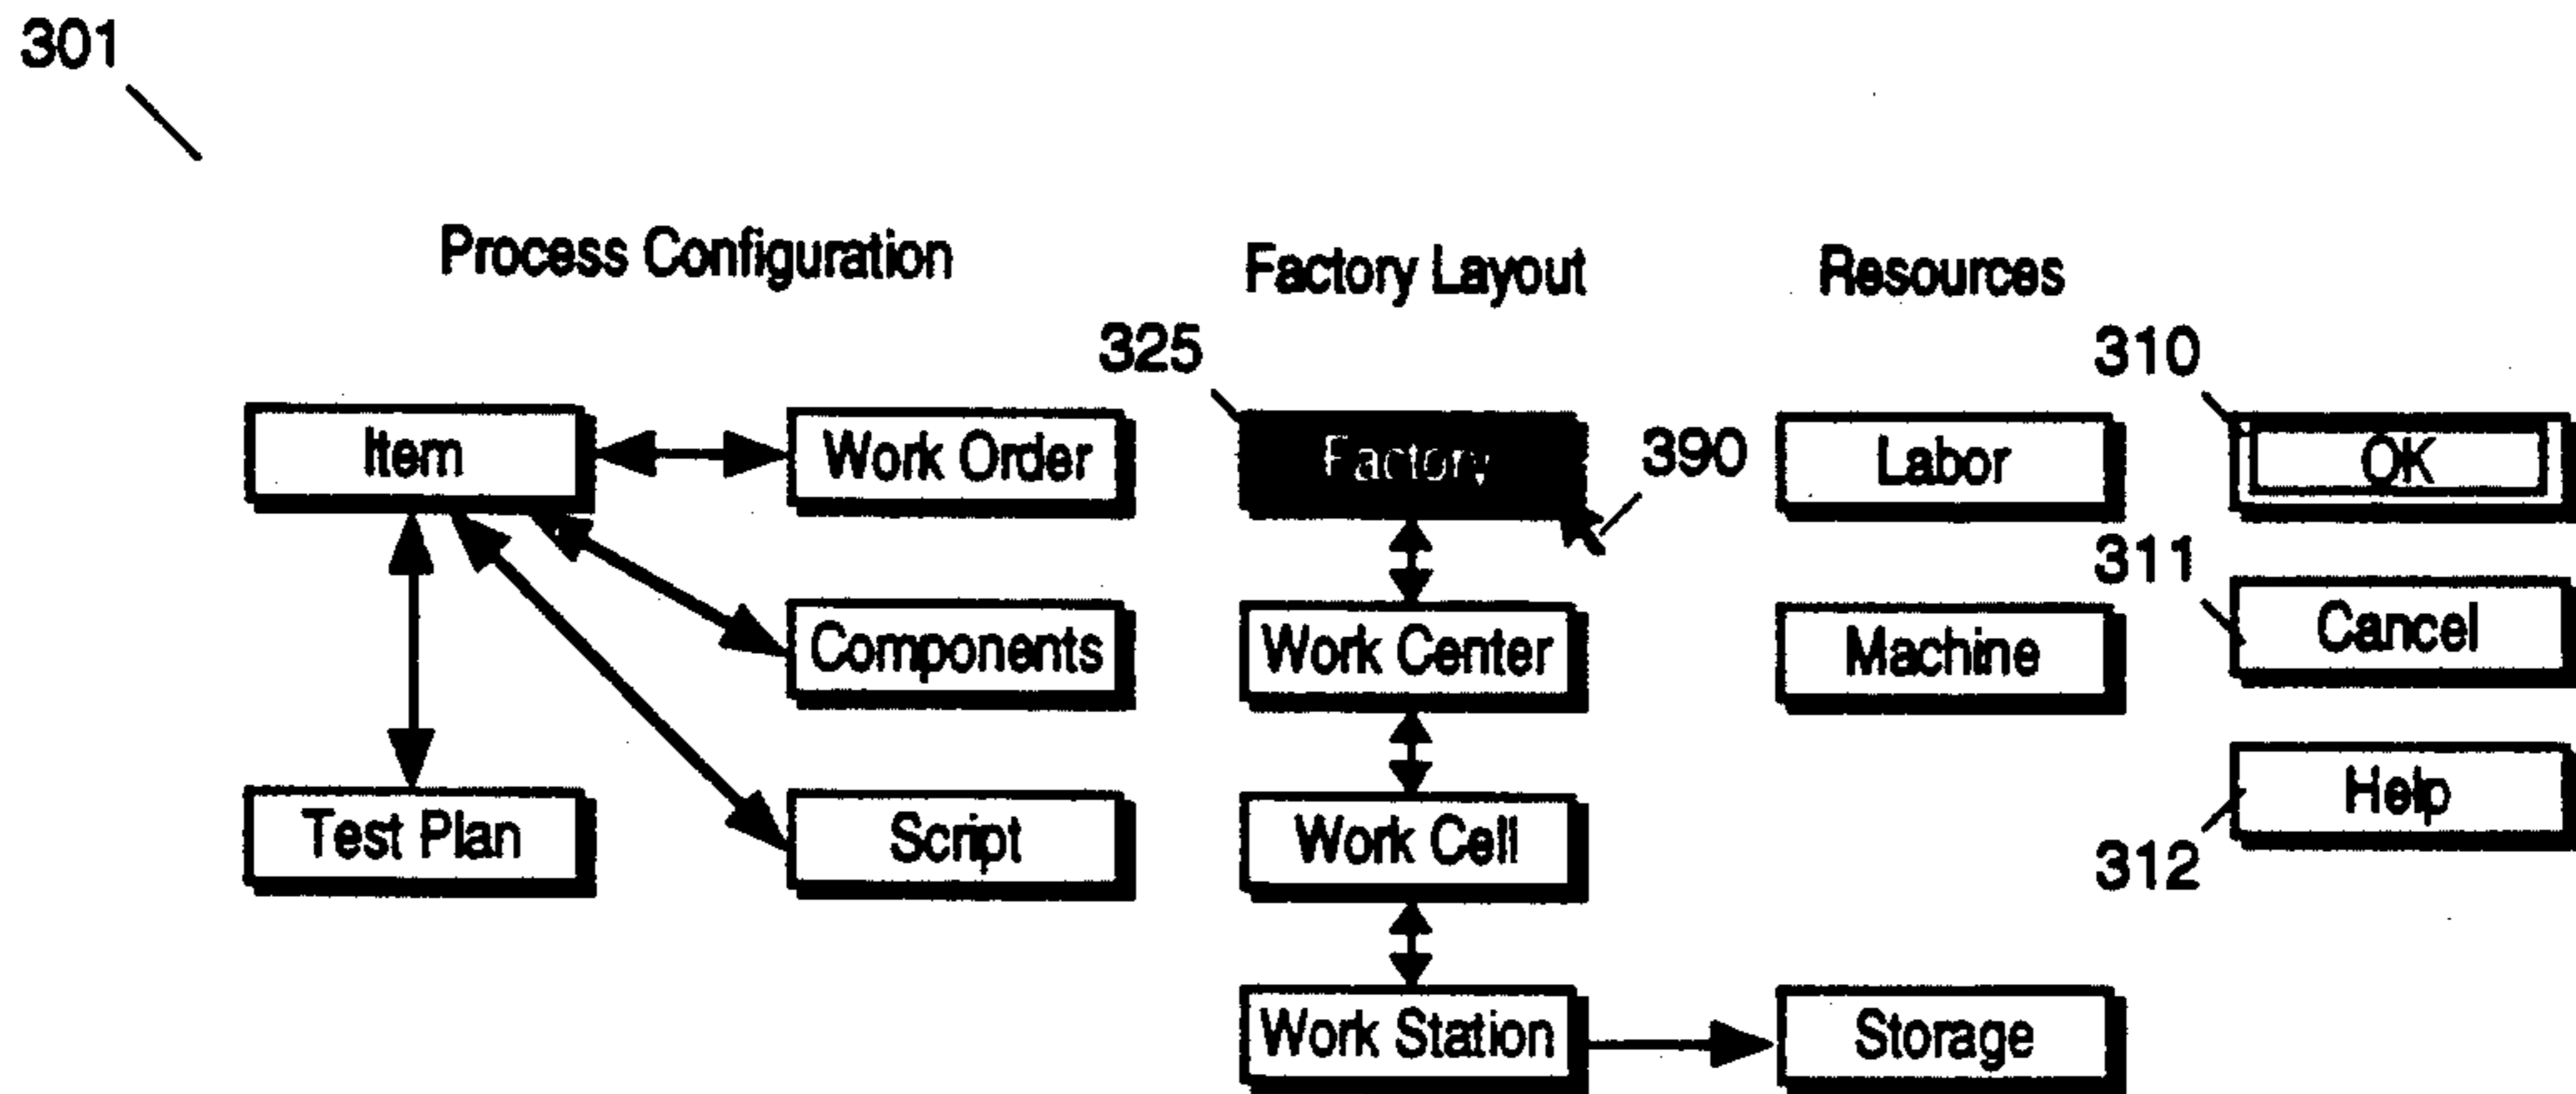 301
Process Configuration
Factory Layout
Resources
325
310
Item
Work Order
Factory
390
Labor
OK
311
Components
Work Center
Machine
Cancel
Test Plan
Script
Work Cell
Help
312
Work Station
Storage